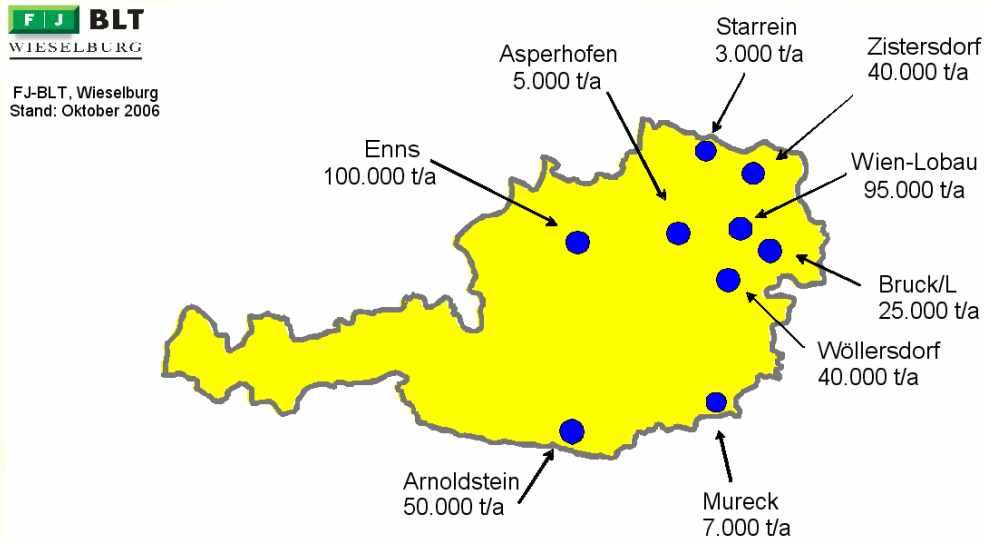 F J BLT
WIESELBURG
FJ-BLT, Wieselburg
Stand: Oktober 2006
Starrein
3.000 t/a
Asperhofen
5.000 t/a
Zistersdorf
40.000 t/a
Enns
100.000 t/a
Wien-Lobau
95.000 t/a
Bruck/L
25.000 t/a
Wöllersdorf
40.000 t/a
Arnoldstein
50.000 t/a
Mureck
7.000 t/a